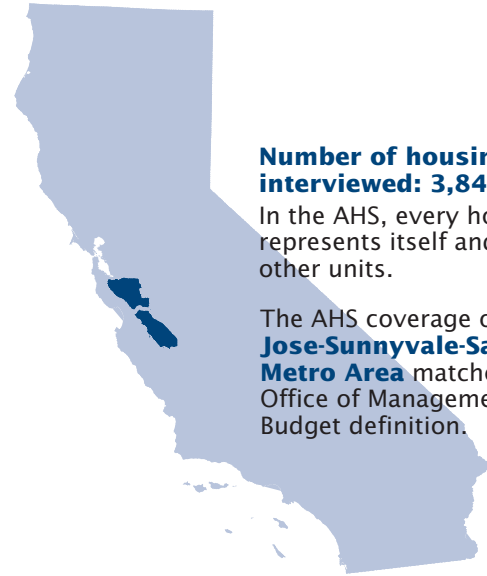 Number of housin
interviewed: 3,84
In the AHS, every ho
represents itself and
other units.
The AHS coverage o
Jose-Sunnyvale-Sa
Metro Area matche
Office of Manageme
Budget definition.